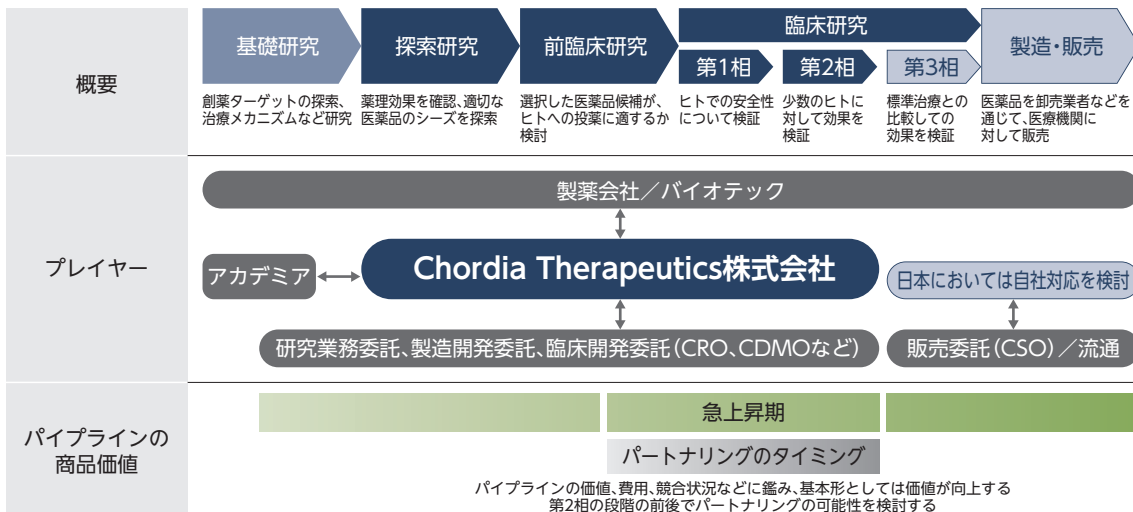 概要
基礎研究
探索研究
前臨床研究
臨床研究
第1相
第2相
第3相
製造・販売
創薬ターゲットの探索、
治療メカニズムなど研究
薬理効果を確認、適切な
医薬品のシーズを探索
選択した医薬品候補が、
ヒトへの投薬に適するか
検討
ヒトでの安全性
について検証
少数のヒトに
対して効果を
検証
標準治療との
比較しての
効果を検証
医薬品を卸売業者などを
通じて、医療機関に
対して販売
プレイヤー
製薬会社／バイオテック
アカデミア
Chordia Therapeutics株式会社
日本においては自社対応を検討
研究業務委託、製造開発委託、臨床開発委託（CRO、CDMOなど）
販売委託（CSO）／流通
パイプラインの
商品価値
急上昇期
パートナリングのタイミング
パイプラインの価値、費用、競合状況などに鑑み、基本形としては価値が向上する
第2相の段階の前後でパートナリングの可能性を検討する